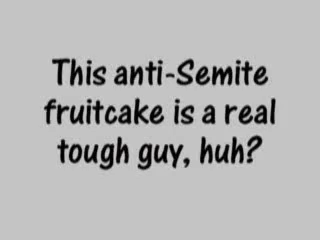 This anti-Semite
fruitcake is a real
tough guy, huh?